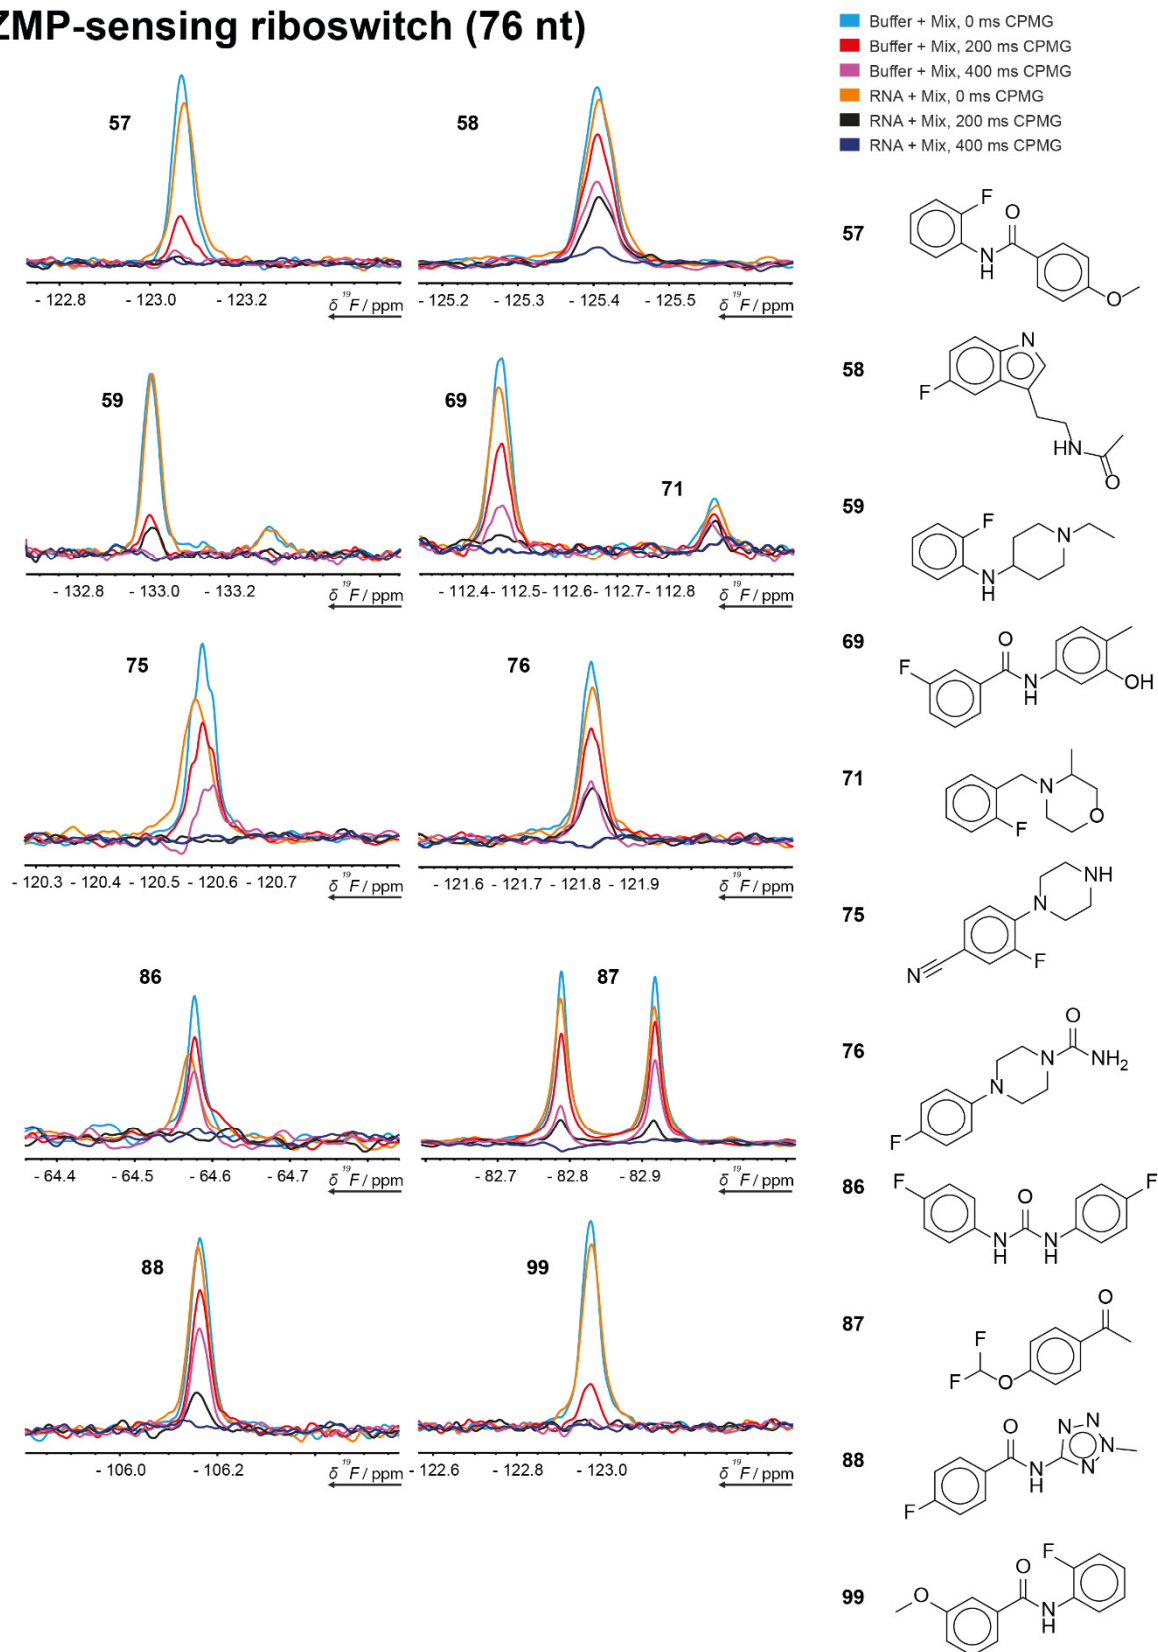 ZMP-sensing riboswitch (76 nt)
Buffer + Mix, 0 ms CPMG
Buffer + Mix, 200 ms CPMG
Buffer + Mix, 400 ms CPMG
RNA + Mix, 0 ms CPMG
RNA + Mix, 200 ms CPMG
RNA + Mix, 400 ms CPMG
57
58
- 122.8 - 123.0 - 123.2
δ ¹⁹F / ppm
- 125.2 - 125.3 - 125.4 - 125.5
δ ¹⁹F / ppm
59
69
71
- 132.8 - 133.0 - 133.2
δ ¹⁹F / ppm
- 112.4 - 112.5 - 112.6 - 112.7 - 112.8
δ ¹⁹F / ppm
75
76
- 120.3 - 120.4 - 120.5 - 120.6 - 120.7
δ ¹⁹F / ppm
- 121.6 - 121.7 - 121.8 - 121.9
δ ¹⁹F / ppm
86
87
- 64.4 - 64.5 - 64.6 - 64.7
δ ¹⁹F / ppm
- 82.7 - 82.8 - 82.9
δ ¹⁹F / ppm
88
99
- 106.0 - 106.2
δ ¹⁹F / ppm
- 122.6 - 122.8 - 123.0
δ ¹⁹F / ppm
57
F
O
N
H
O
58
N
F
HN
O
59
F
N
N
H
69
O
F
N
H
OH
71
N
F
O
75
NH
N
F
N
76
O
N
NH₂
N
F
86
F
O
F
N
H
N
H
87
O
F
F
O
88
O
N
N
N
N
N
H
F
99
F
O
O
N
H